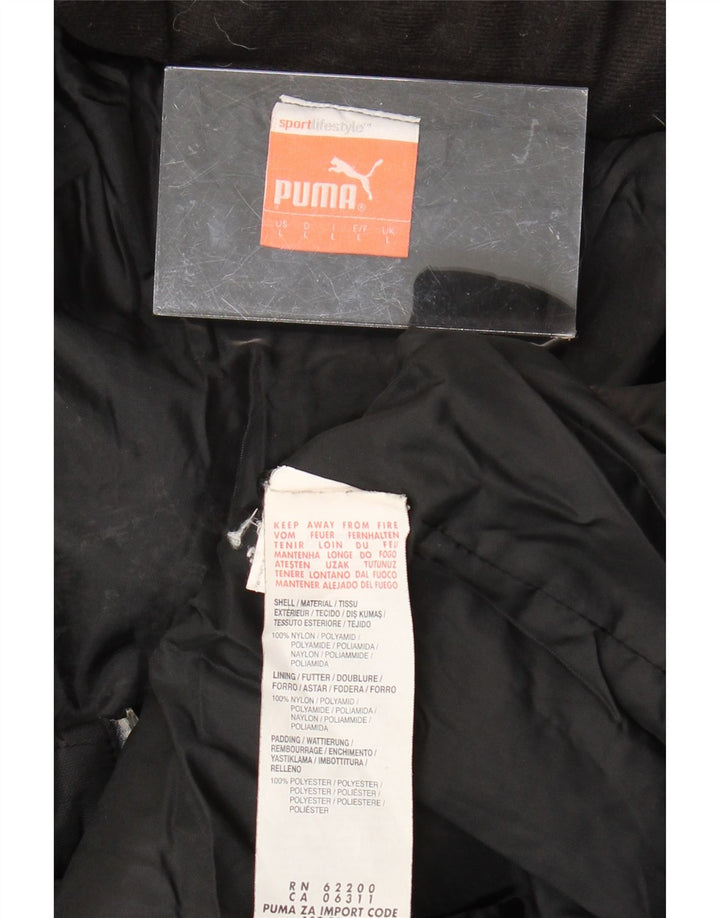 sportlifestyle™
PUMA®
US D I E/F UK
L L L L L
KEEP AWAY FROM FIRE
VOM FEUER FERNHALTEN
TENIR LOIN DU FEU
MANTENHA LONGE DO FOGO
ATEŞTEN UZAK TUTUNUZ
TENERE LONTANO DAL FUOCO
MANTENER ALEJADO DEL FUEGO
SHELL / MATERIAL / TISSU
EXTÉRIEUR / TECIDO / DIŞ KUMAŞ /
TESSUTO ESTERIORE / TEJIDO
100% NYLON / POLYAMID /
POLYAMIDE / POLIAMIDA /
NAYLON / POLIAMMIDE /
POLIAMIDA
LINING / FUTTER / DOUBLURE /
FORRO / ASTAR / FODERA / FORRO
100% NYLON / POLYAMID /
POLYAMIDE / POLIAMIDA /
NAYLON / POLIAMMIDE /
POLIAMIDA
PADDING / WATTIERUNG /
REMBOURRAGE / ENCHIMENTO /
YASTIKLAMA / IMBOTTITURA /
RELLENO
100% POLYESTER / POLYESTER /
POLYESTER / POLIÉSTER /
POLYESTER / POLIESTERE /
POLIÉSTER
RN 62200
CA 06311
PUMA ZA IMPORT CODE